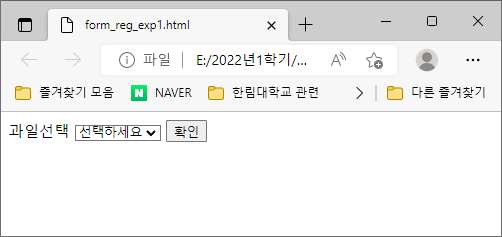 form_reg_exp1.html
파일 E:/2022년1학기/...
즐겨찾기 모음 NAVER 한림대학교 관련 다른 즐겨찾기
과일선택 선택하세요 확인